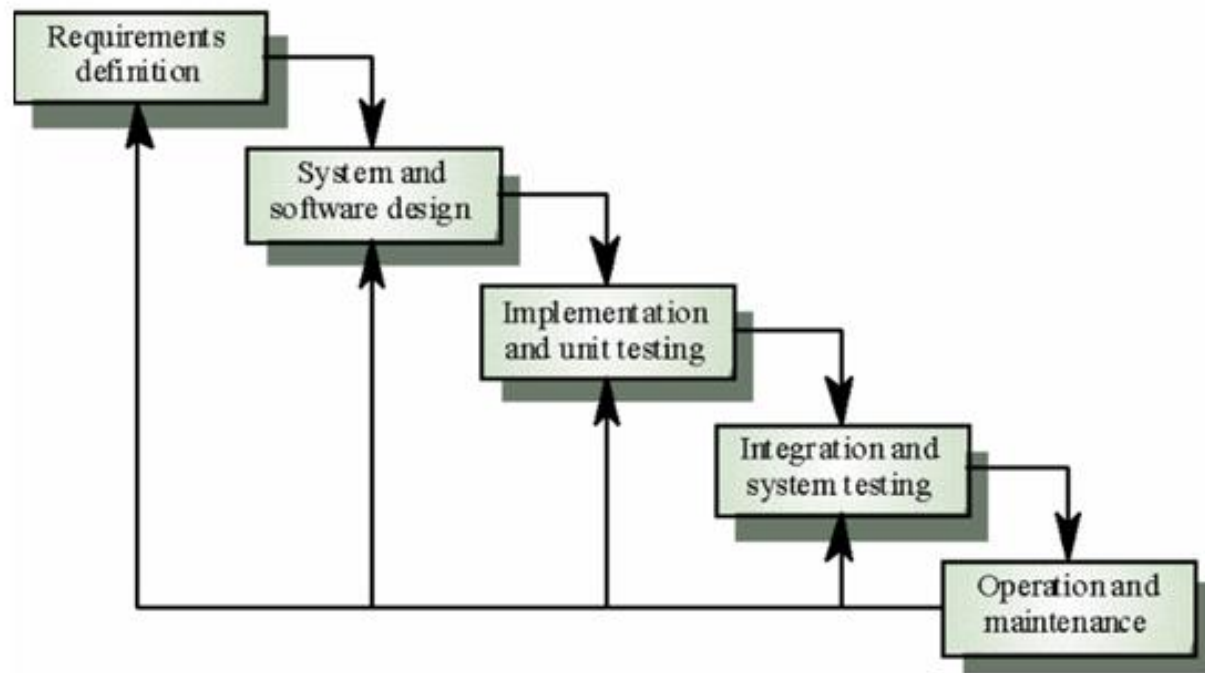 Requirements
definition
System and
software design
Implementation
and unit testing
Integration and
system testing
Operation and
maintenance